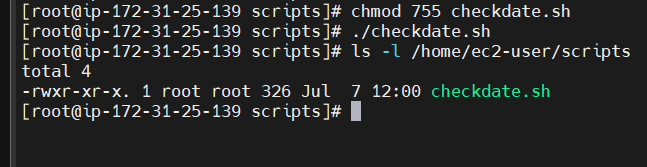 [root@ip-172-31-25-139 scripts]# chmod 755 checkdate.sh
[root@ip-172-31-25-139 scripts]# ./checkdate.sh
[root@ip-172-31-25-139 scripts]# ls -l /home/ec2-user/scripts
total 4
-rwxr-xr-x. 1 root root 326 Jul  7 12:00 checkdate.sh
[root@ip-172-31-25-139 scripts]#